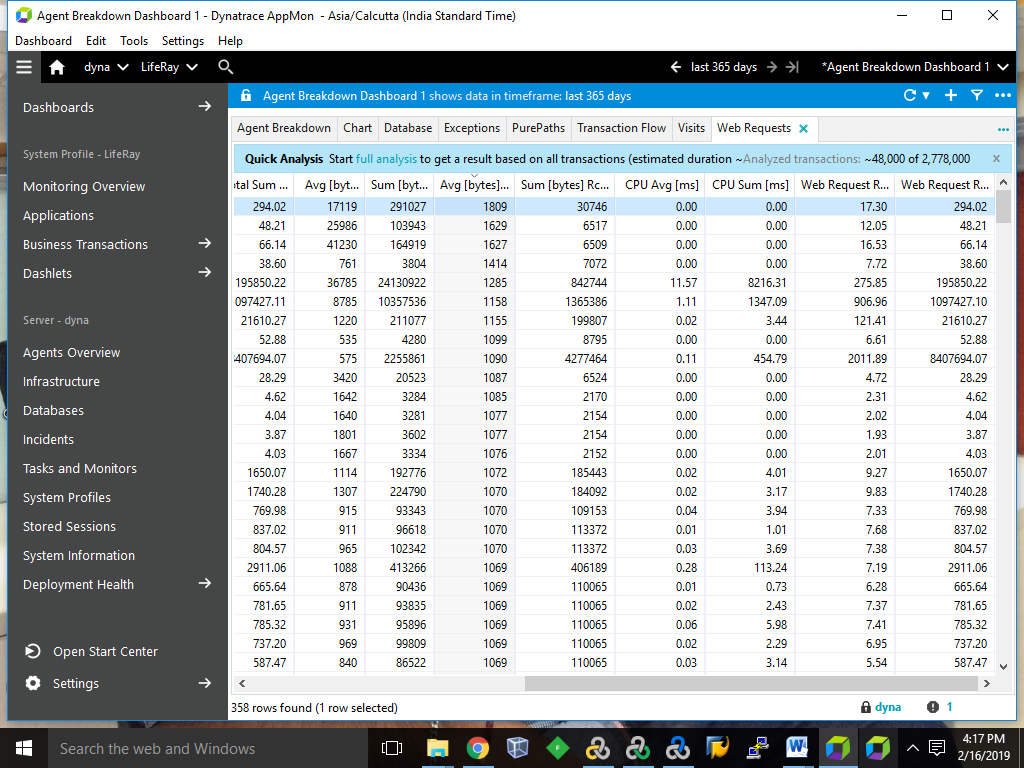 Agent Breakdown Dashboard 1 - Dynatrace AppMon - Asia/Calcutta (India Standard Time)
Dashboard Edit Tools Settings Help
dyna LifeRay last 365 days *Agent Breakdown Dashboard 1
Agent Breakdown Dashboard 1 shows data in timeframe: last 365 days
Agent Breakdown Chart Database Exceptions PurePaths Transaction Flow Visits Web Requests
Quick Analysis Start full analysis to get a result based on all transactions (estimated duration ~Analyzed transactions: ~48,000 of 2,778,000
Dashboards
System Profile - LifeRay
Monitoring Overview
Applications
Business Transactions
Dashlets
Server - dyna
Agents Overview
Infrastructure
Databases
Incidents
Tasks and Monitors
System Profiles
Stored Sessions
System Information
Deployment Health
Open Start Center
Settings
otal Sum ... Avg [byt... Sum [byt... Avg [bytes]... Sum [bytes] Rc... CPU Avg [ms] CPU Sum [ms] Web Request R... Web Request R...
294.02 17119 291027 1809 30746 0.00 0.00 17.30 294.02
48.21 25986 103943 1629 6517 0.00 0.00 12.05 48.21
66.14 41230 164919 1627 6509 0.00 0.00 16.53 66.14
38.60 761 3804 1414 7072 0.00 0.00 7.72 38.60
195850.22 36785 24130922 1285 842744 11.57 8216.31 275.85 195850.22
097427.11 8785 10357536 1158 1365386 1.11 1347.09 906.96 1097427.10
21610.27 1220 211077 1155 199807 0.02 3.44 121.41 21610.27
52.88 535 4280 1099 8795 0.00 0.00 6.61 52.88
8407694.07 575 2255861 1090 4277464 0.11 454.79 2011.89 8407694.07
28.29 3420 20523 1087 6524 0.00 0.00 4.72 28.29
4.62 1642 3284 1085 2170 0.00 0.00 2.31 4.62
4.04 1640 3281 1077 2154 0.00 0.00 2.02 4.04
3.87 1801 3602 1077 2154 0.00 0.00 1.93 3.87
4.03 1667 3334 1076 2152 0.00 0.00 2.01 4.03
1650.07 1114 192776 1072 185443 0.02 4.01 9.27 1650.07
1740.28 1307 224790 1070 184092 0.02 3.17 9.83 1740.28
769.98 915 93343 1070 109153 0.04 3.94 7.33 769.98
837.02 911 96618 1070 113372 0.01 1.01 7.68 837.02
804.57 965 102342 1070 113372 0.03 3.69 7.38 804.57
2911.06 1088 413266 1069 406189 0.28 113.24 7.19 2911.06
665.64 878 90436 1069 110065 0.01 0.73 6.28 665.64
781.65 911 93835 1069 110065 0.02 2.43 7.37 781.65
785.32 931 95896 1069 110065 0.06 5.98 7.41 785.32
737.20 969 99809 1069 110065 0.02 2.29 6.95 737.20
587.47 840 86522 1069 110065 0.03 3.14 5.54 587.47
358 rows found (1 row selected) dyna 1
Search the web and Windows
4:17 PM
2/16/2019